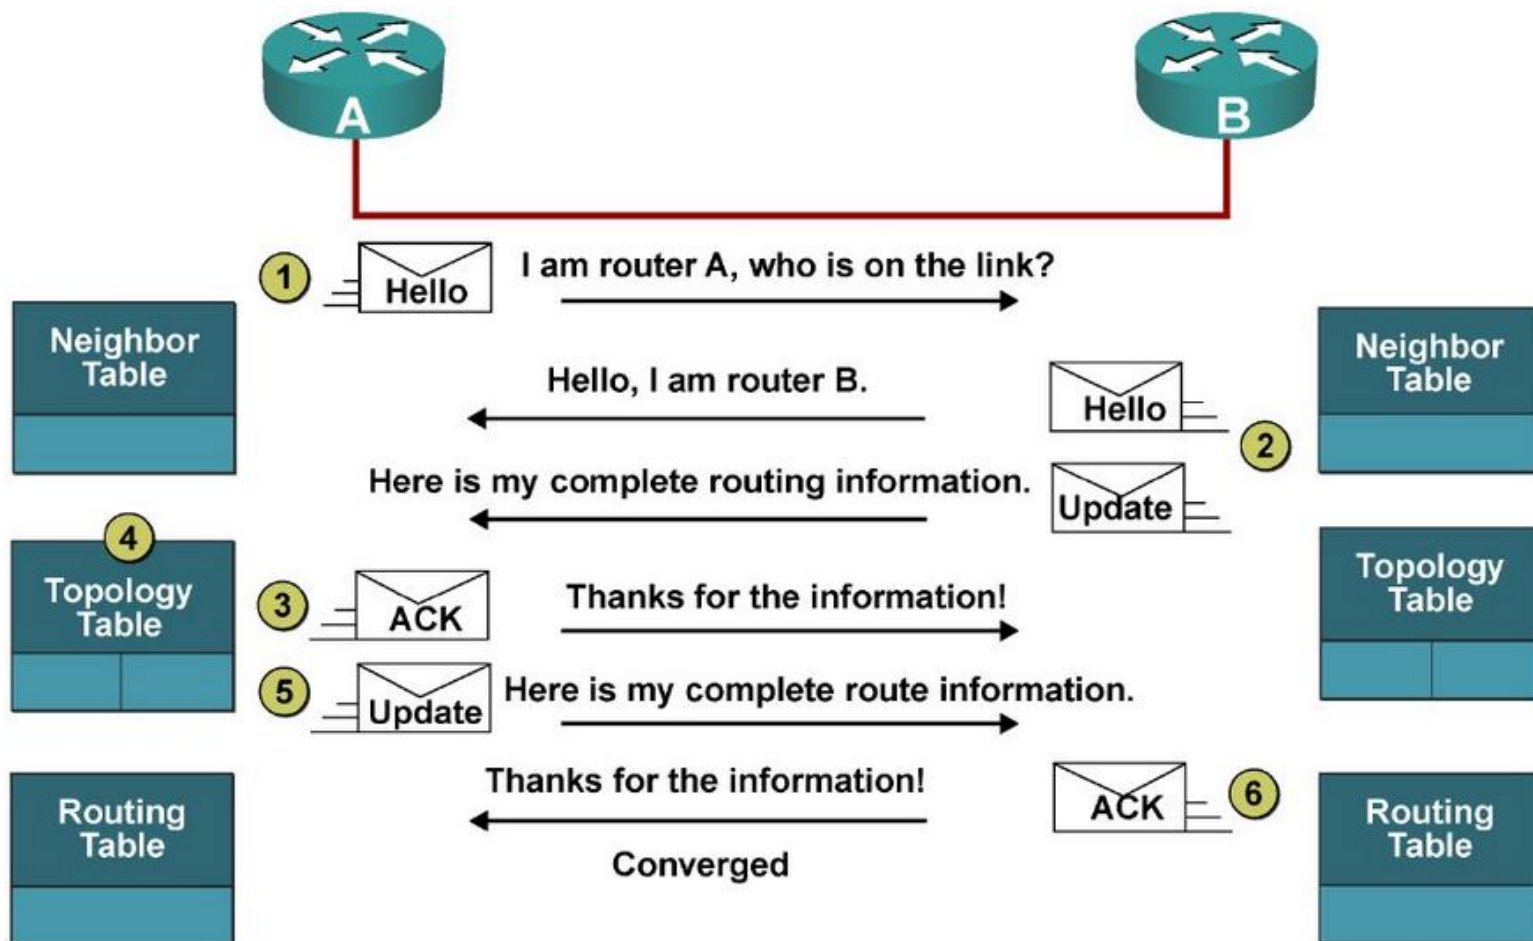 A
B
1
Hello
I am router A, who is on the link?
Neighbor
Table
Neighbor
Table
Hello, I am router B.
Hello
2
Here is my complete routing information.
Update
4
Topology
Table
3
ACK
Thanks for the information!
Topology
Table
5
Update
Here is my complete route information.
Thanks for the information!
ACK
6
Routing
Table
Routing
Table
Converged